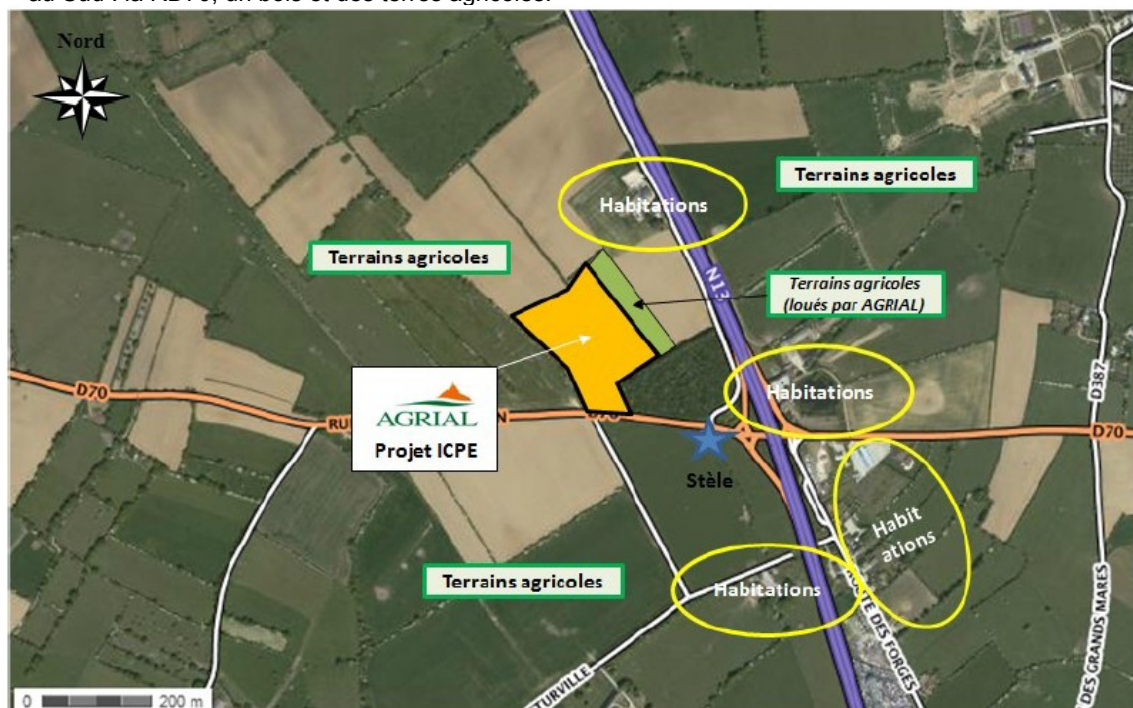 au Sud : la RD70, un bois et des terres agricoles.
Nord
Terrains agricoles
Habitations
Terrains agricoles
N13
Terrains agricoles
(loués par AGRIAL)
D387
D70
Habitations
AGRIAL
Projet ICPE
D70
Stèle
Habit
ations
Terrains agricoles
Habitations
ROUTE DES FORGES
DES GRANDS MARES
TURVILLE
0 200 m